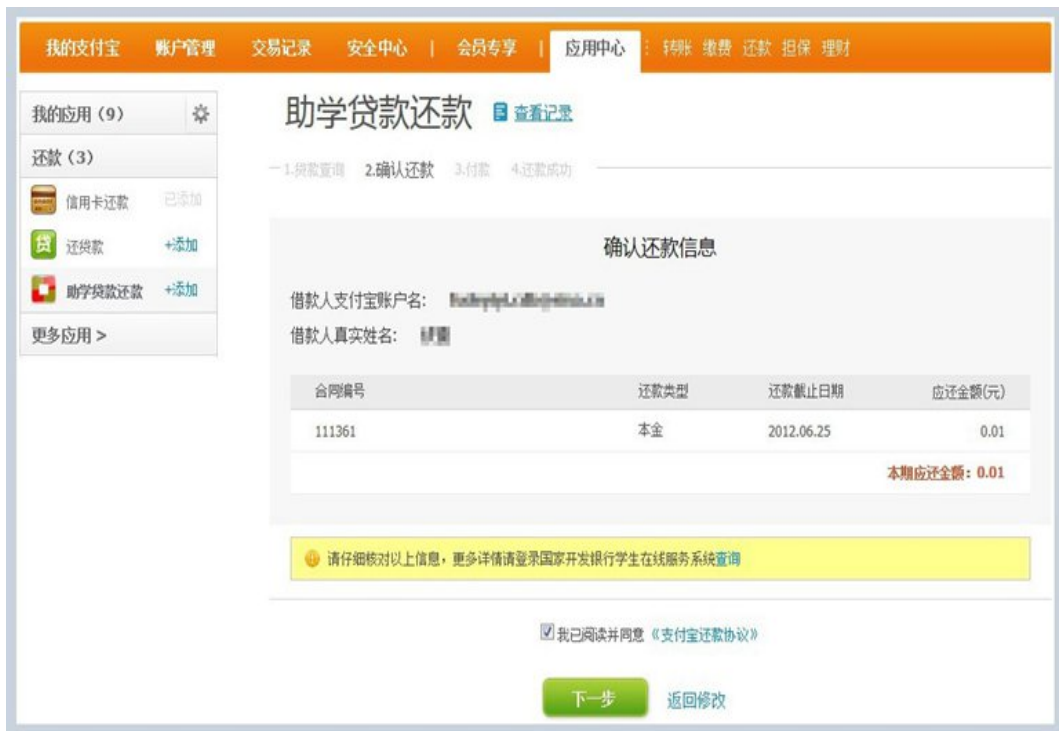 我的支付宝 账户管理 交易记录 安全中心 | 会员专享 | 应用中心 转账 缴费 还款 担保 理财
我的应用（9）
还款（3）
信用卡还款 已添加
还贷款 +添加
助学贷款还款 +添加
更多应用 >
助学贷款还款 查看记录
1.贷款查询 2.确认还款 3.付款 4.还款成功
确认还款信息
借款人支付宝账户名：
借款人真实姓名：
合同编号 还款类型 还款截止日期 应还金额(元)
111361 本金 2012.06.25 0.01
本期应还金额：0.01
请仔细核对以上信息，更多详情请登录国家开发银行学生在线服务系统查询
我已阅读并同意《支付宝还款协议》
下一步 返回修改